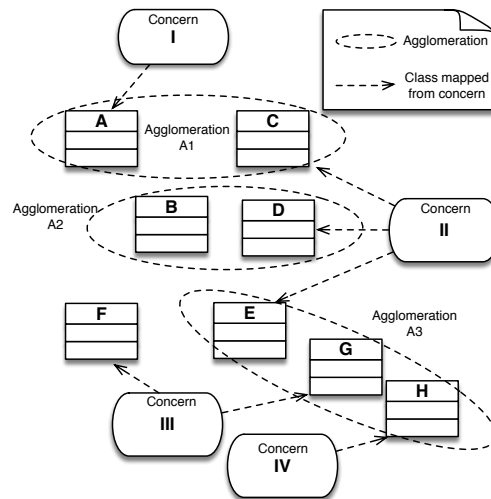 Concern
I
Agglomeration
Class mapped
from concern
A
Agglomeration
A1
C
Agglomeration
A2
B
D
Concern
II
F
E
Agglomeration
A3
G
H
Concern
III
Concern
IV